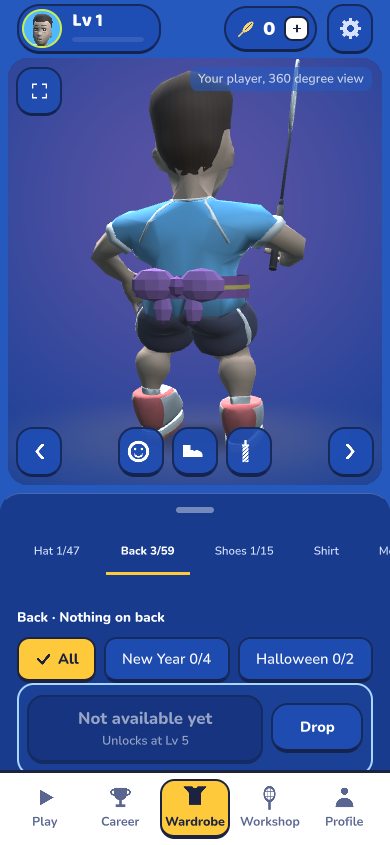 Lv 1
0
+
Your player, 360 degree view
Hat 1/47
Back 3/59
Shoes 1/15
Shirt
Back · Nothing on back
All
New Year 0/4
Halloween 0/2
Not available yet
Unlocks at Lv 5
Drop
Play
Career
Wardrobe
Workshop
Profile